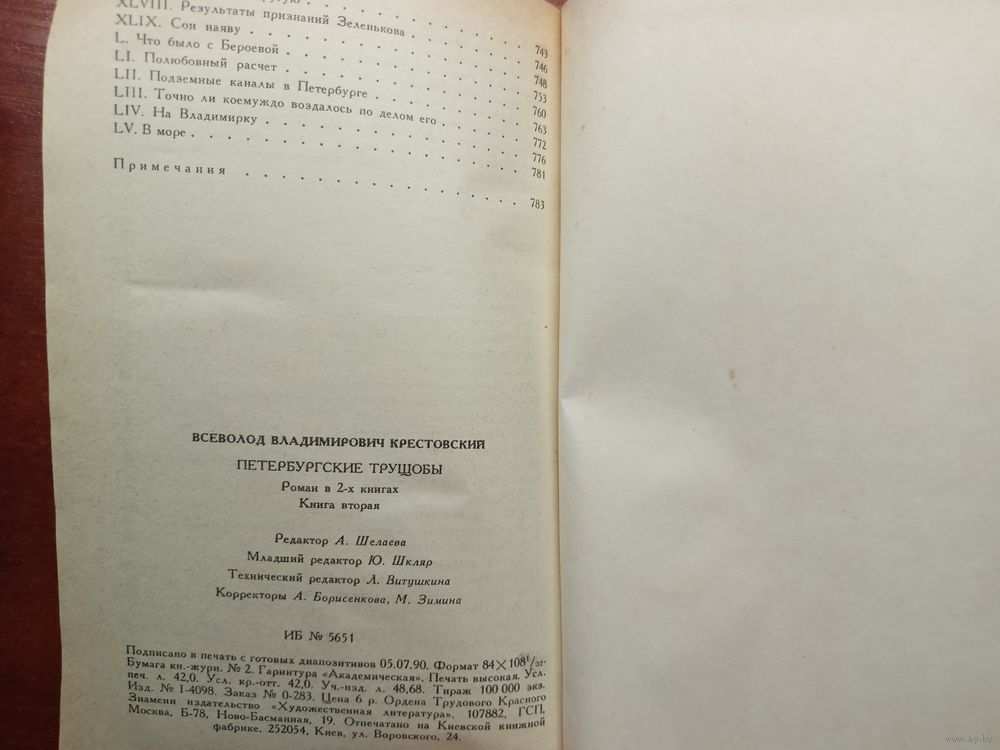 743
XLVIII. Результаты признаний Зеленькова . . . . . . . 746
XLIX. Сон наяву . . . . . . . . . . . . . . . . 748
L. Что было с Бероевой . . . . . . . . . . . . . 753
LI. Полюбовный расчет . . . . . . . . . . . . . 760
LII. Подземные каналы в Петербурге . . . . . . . . . 763
LIII. Точно ли коемуждо воздалось по делом его . . . . . 772
LIV. На Владимирку . . . . . . . . . . . . . . 776
LV. В море . . . . . . . . . . . . . . . . . 781
Примечания . . . . . . . . . . . . . . . . 783
ВСЕВОЛОД ВЛАДИМИРОВИЧ КРЕСТОВСКИЙ
ПЕТЕРБУРГСКИЕ ТРУЩОБЫ
Роман в 2-х книгах
Книга вторая
Редактор А. Шелаева
Младший редактор Ю. Шкляр
Технический редактор Л. Витушкина
Корректоры А. Борисенкова, М. Зимина
ИБ № 5651
Подписано в печать с готовых диапозитивов 05.07.90. Формат 84×108¹/₃₂.
Бумага кн.-журн. № 2. Гарнитура «Академическая». Печать высокая. Усл.
печ. л. 42,0. Усл. кр.-отт. 42,0. Уч.-изд. л. 48,68. Тираж 100 000 экз.
Изд. № I-4098. Заказ № 0-283. Цена 6 р. Ордена Трудового Красного
Знамени издательство «Художественная литература», 107882, ГСП,
Москва, Б-78, Ново-Басманная, 19. Отпечатано на Киевской книжной
фабрике. 252054, Киев, ул. Воровского, 24.
www.ay.by